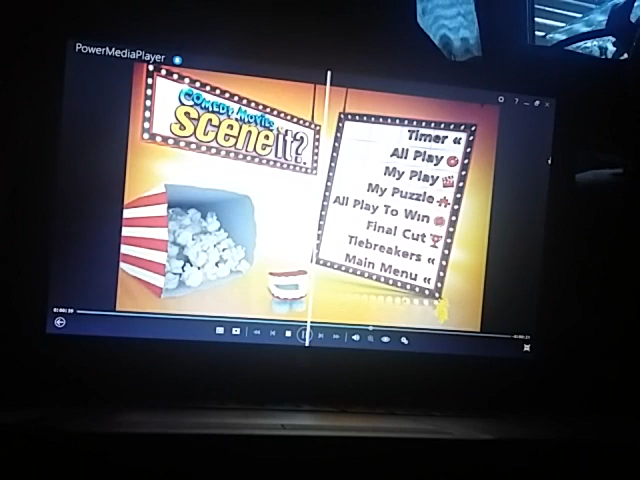 PowerMediaPlayer
COMEDY MOVIES
Scene it?
Timer «
All Play
My Play
My Puzzle
All Play To Win
Final Cut
Tiebreakers «
Main Menu «